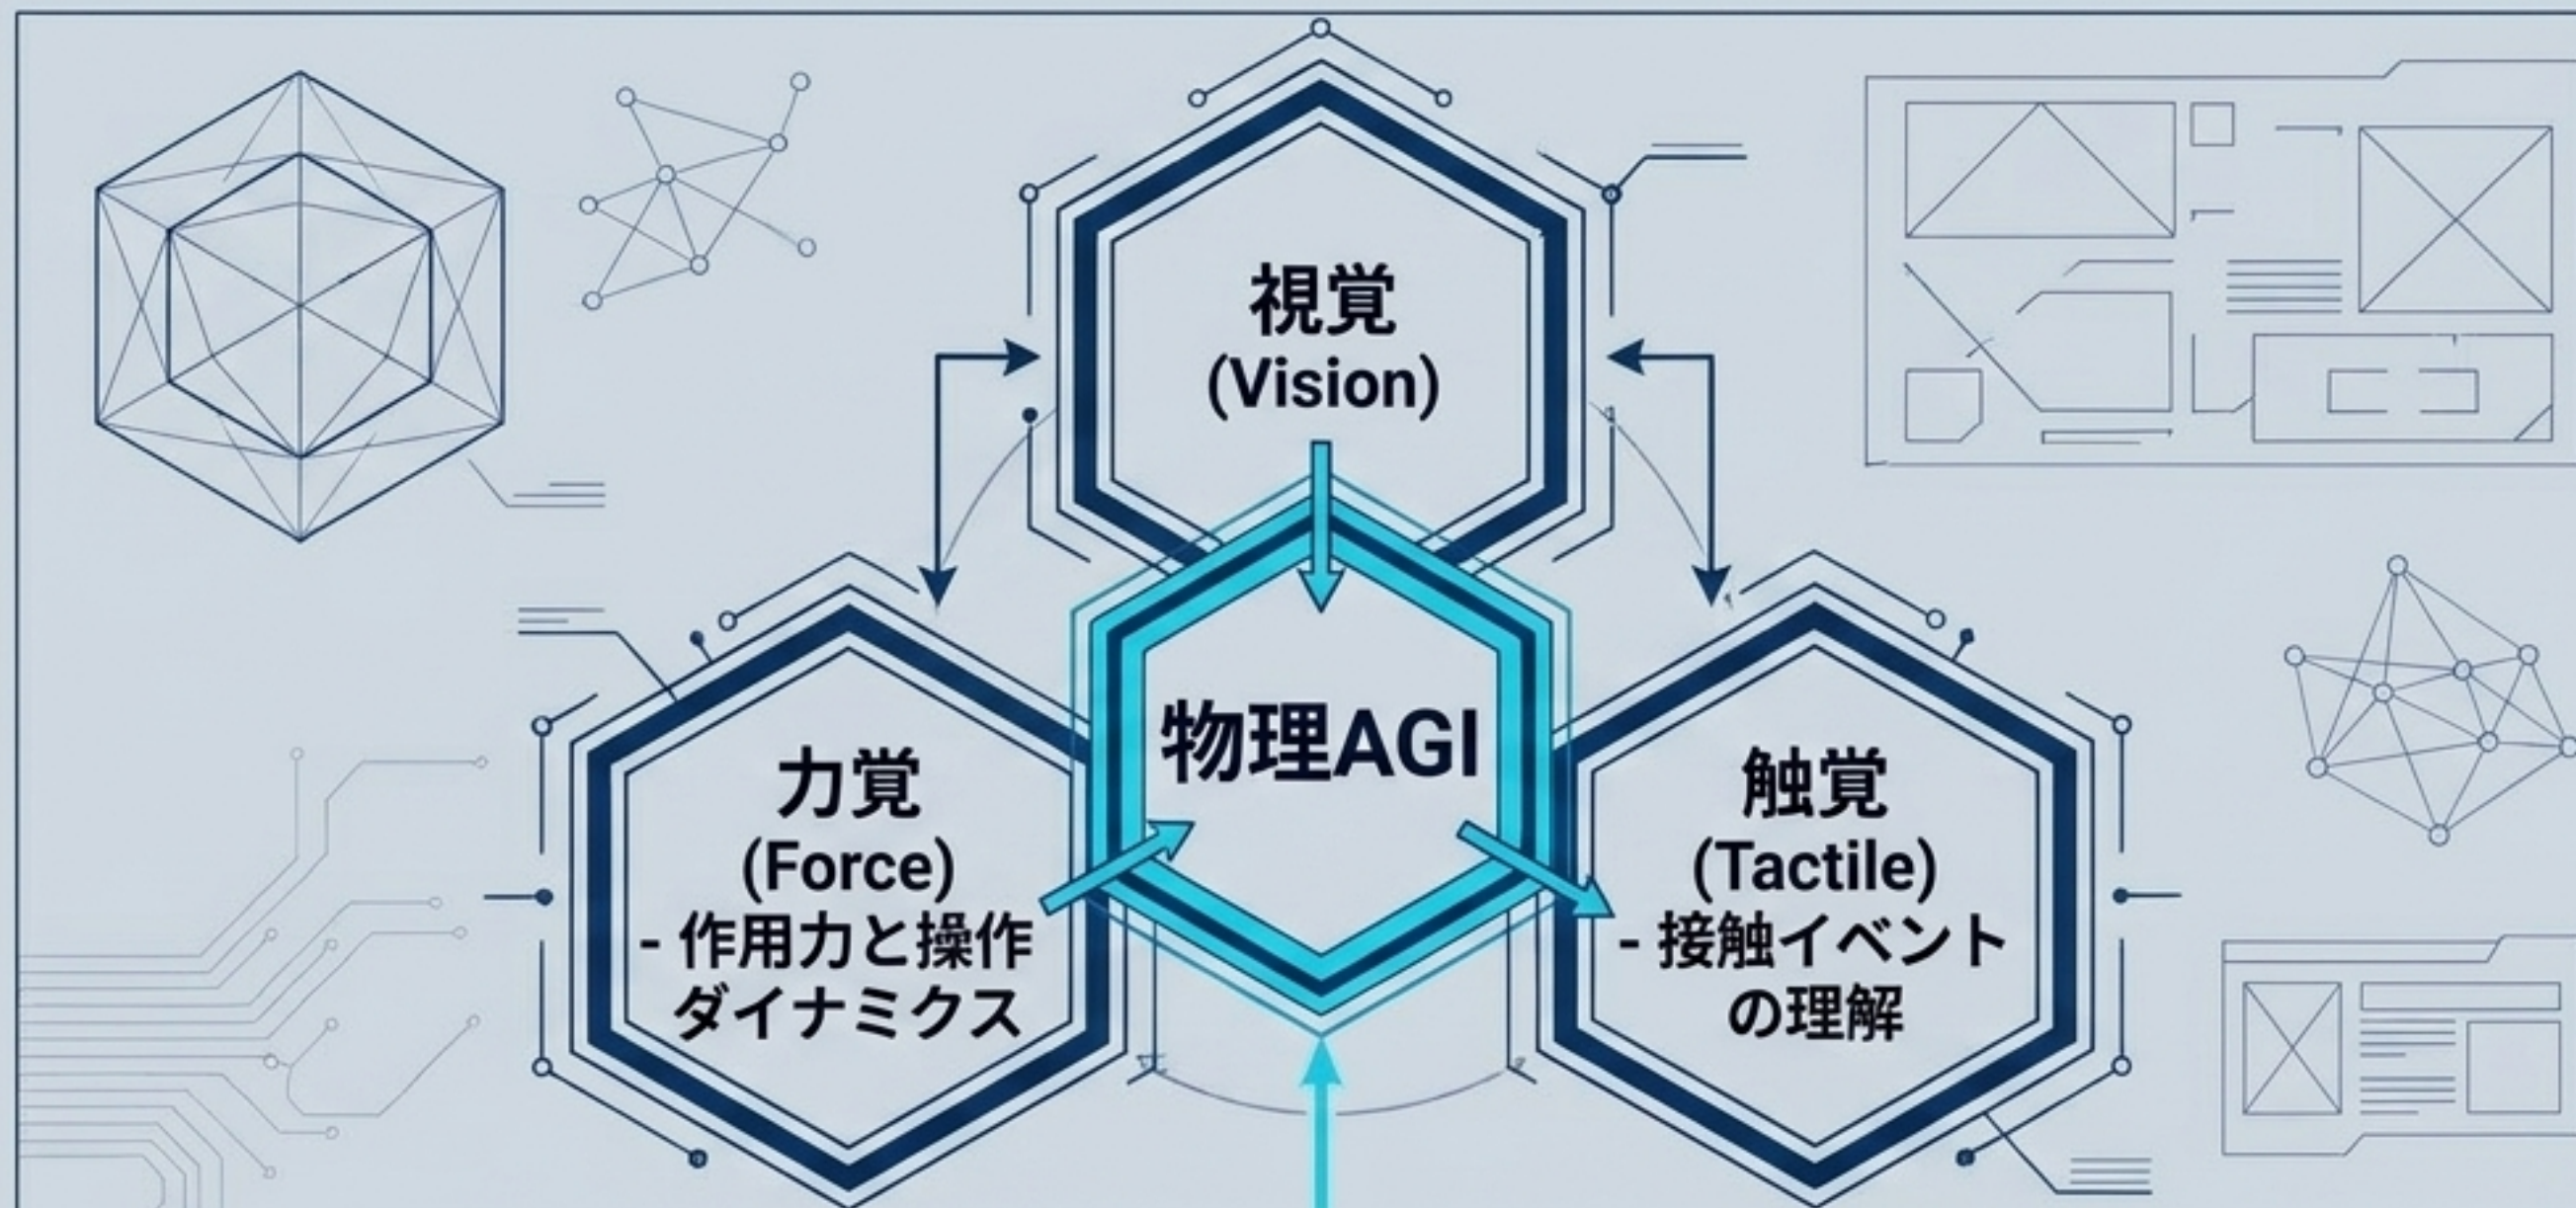 視覚
(Vision)
物理AGI
力覚
(Force)
- 作用力と操作
ダイナミクス
触覚
(Tactile)
- 接触イベント
の理解